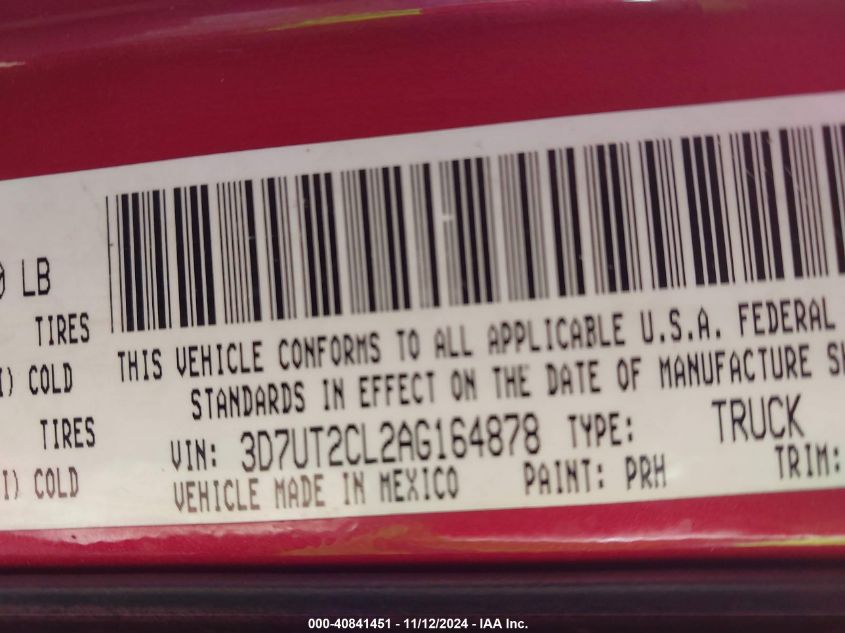 LB
TIRES
I) COLD
TIRES
I) COLD
THIS VEHICLE CONFORMS TO ALL APPLICABLE U.S.A. FEDERAL
STANDARDS IN EFFECT ON THE DATE OF MANUFACTURE
VIN: 3D7UT2CL2AG164878 TYPE: TRUCK
VEHICLE MADE IN MEXICO PAINT: PRH TRIM:
000-40841451 - 11/12/2024 - IAA Inc.